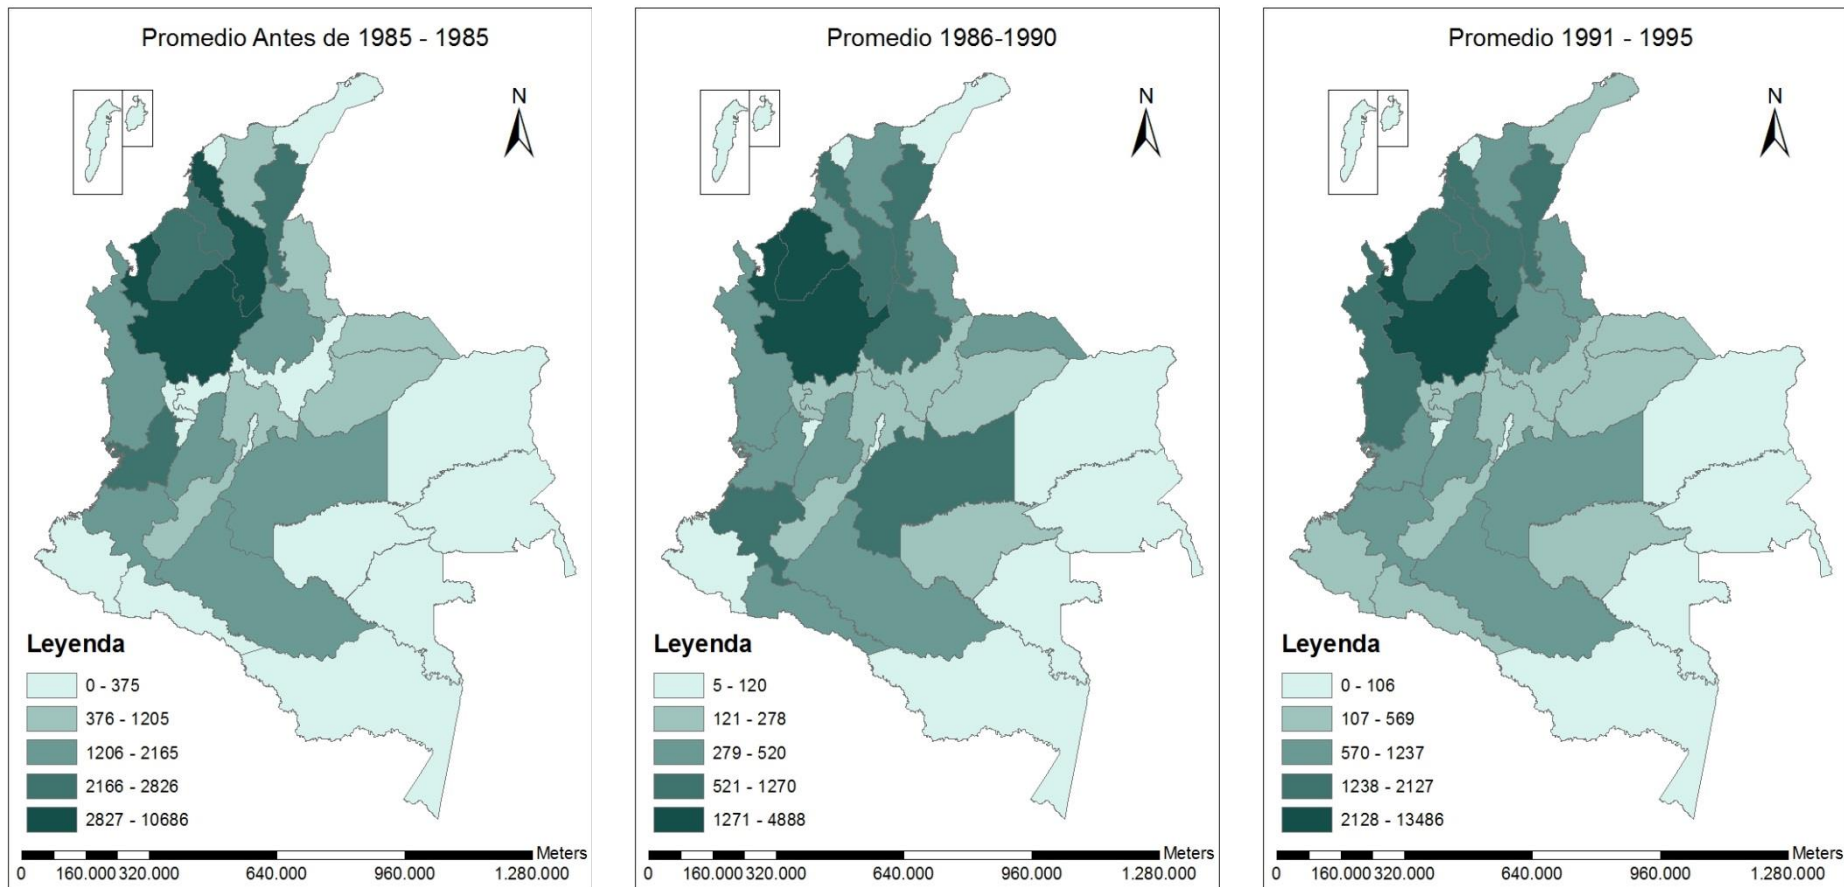 Promedio Antes de 1985 - 1985
N
Leyenda
0 - 375
376 - 1205
1206 - 2165
2166 - 2826
2827 - 10686
Meters
0 160.000 320.000 640.000 960.000 1.280.000
Promedio 1986-1990
N
Leyenda
5 - 120
121 - 278
279 - 520
521 - 1270
1271 - 4888
Meters
0 160.000 320.000 640.000 960.000 1.280.000
Promedio 1991 - 1995
N
Leyenda
0 - 106
107 - 569
570 - 1237
1238 - 2127
2128 - 13486
Meters
0 160.000 320.000 640.000 960.000 1.280.000